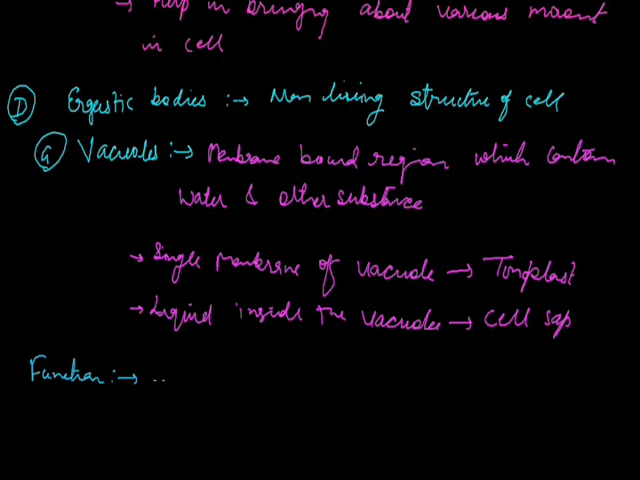 → Help in bringing about various movent
in cell
D Ergastic bodies :→ Non living structure of cell
a Vacuoles :→ Membrane bound region which contain
water & other substance
→ Single membrane of vacuole → Tonoplast
→ Liquid inside the vacuole → Cell sap
Function :→ ..